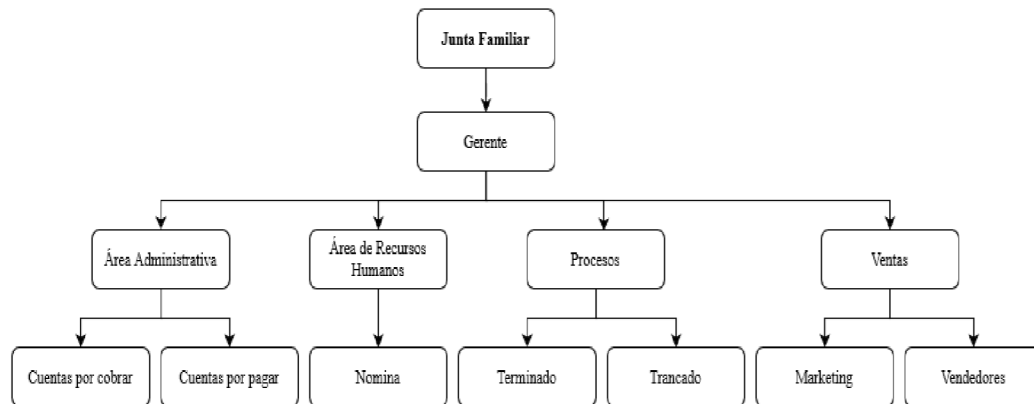 Junta Familiar
Gerente
Área Administrativa
Área de Recursos
Humanos
Procesos
Ventas
Cuentas por cobrar
Cuentas por pagar
Nomina
Terminado
Trancado
Marketing
Vendedores